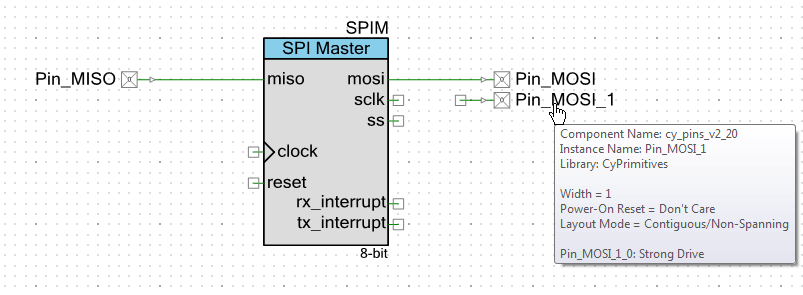 SPIM
SPI Master
Pin_MISO
miso
mosi
Pin_MOSI
sclk
Pin_MOSI_1
ss
clock
reset
rx_interrupt
tx_interrupt
8-bit
Component Name: cy_pins_v2_20
Instance Name: Pin_MOSI_1
Library: CyPrimitives
Width = 1
Power-On Reset = Don't Care
Layout Mode = Contiguous/Non-Spanning
Pin_MOSI_1_0: Strong Drive